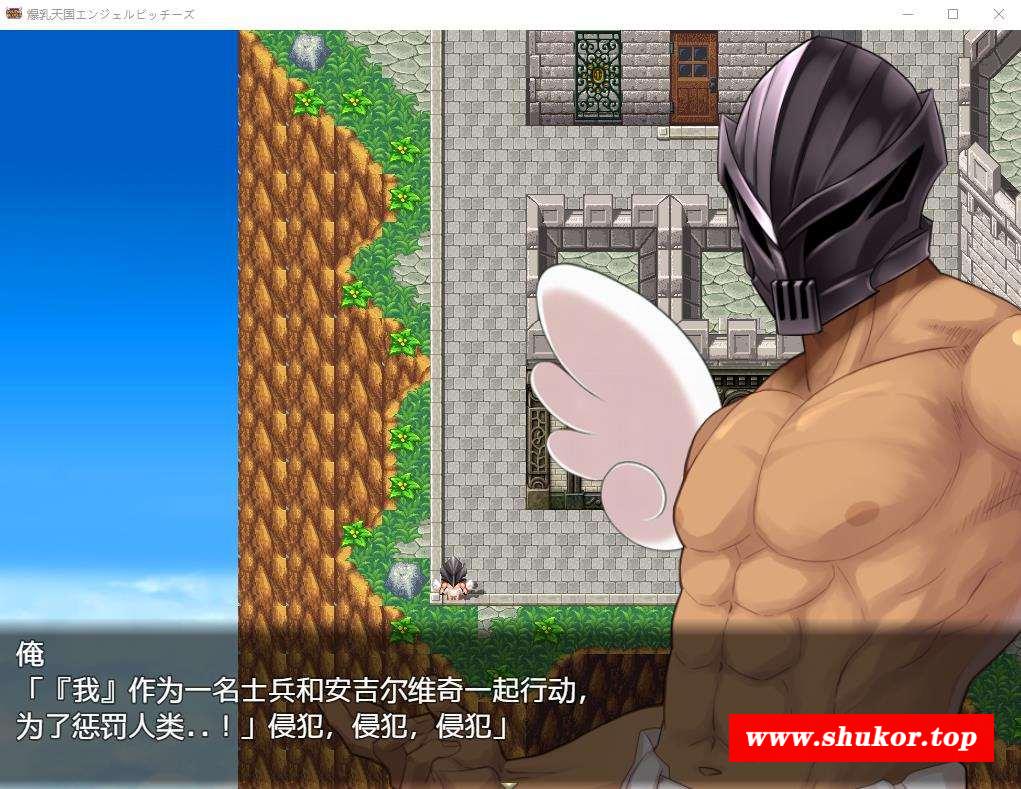 爆乳天国エンジェルビッチーズ
俺
「『我』作为一名士兵和安吉尔维奇一起行动，
为了惩罚人类..！」侵犯，侵犯，侵犯」
www.shukor.top